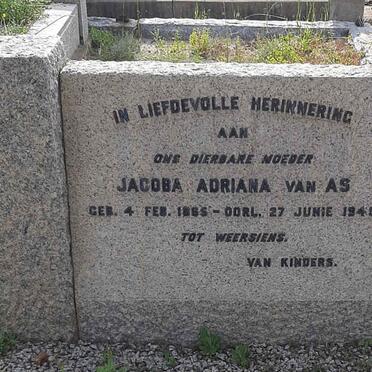 IN LIEFDEVOLLE HERINNERING
AAN
ONS DIERBARE MOEDER
JACOBA ADRIANA VAN AS
GEB. 4 FEB. 1865 - OORL. 27 JUNIE
TOT WEERSIENS.
VAN KINDERS.